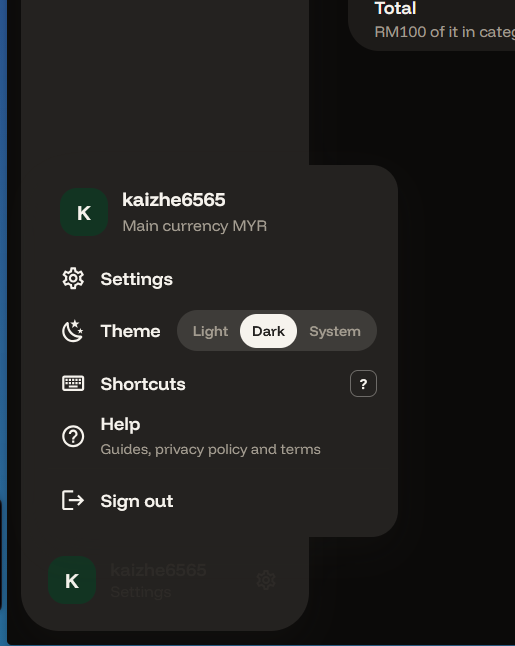 Total
RM100 of it in categ
K
kaizhe6565
Main currency MYR
Settings
Theme
Light
Dark
System
Shortcuts
?
Help
Guides, privacy policy and terms
Sign out
K
kaizhe6565
Settings